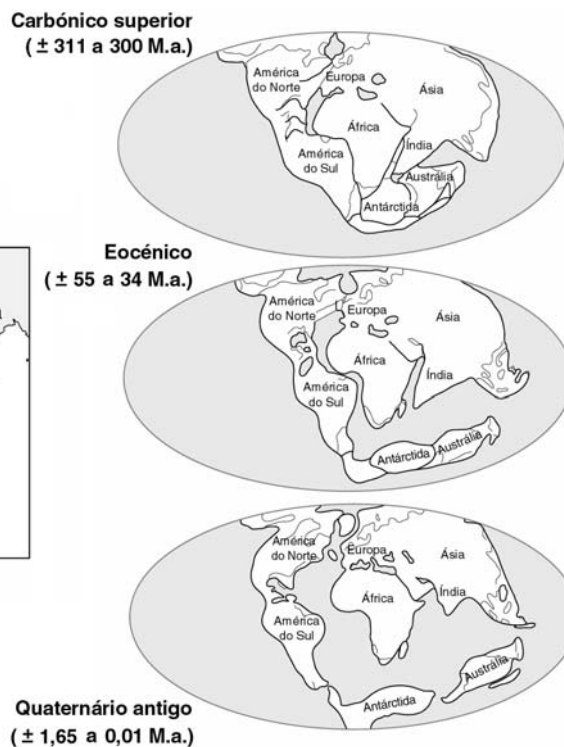 Carbónico superior
( ± 311 a 300 M.a.)
América
do Norte
Europa
Ásia
África
Índia
América
do Sul
Austrália
Antárctida
Eocénico
( ± 55 a 34 M.a.)
América
do Norte
Europa
Ásia
África
Índia
América
do Sul
Antárctida
Austrália
América
do Norte
Europa
Ásia
Índia
África
América
do Sul
Austrália
Antárctida
Quaternário antigo
( ± 1,65 a 0,01 M.a.)